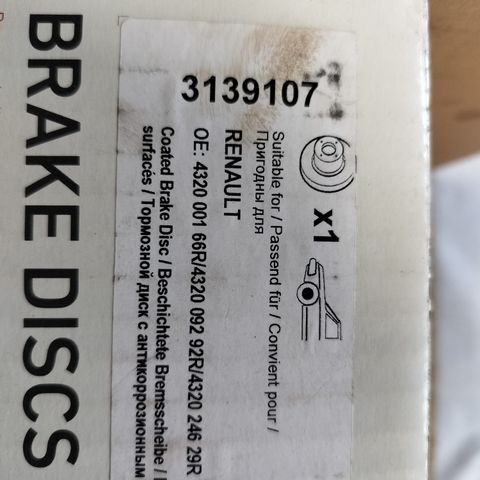 BRAKE DISCS
3139107
x1
Suitable for / Passend für / Convient pour /
Пригодны для
RENAULT
OE: 4320 001 66R/4320 092 92R/4320 246 29R
Coated Brake Disc / Beschichtete Bremsscheibe /
surfacés / Тормозной диск с антикоррозионным